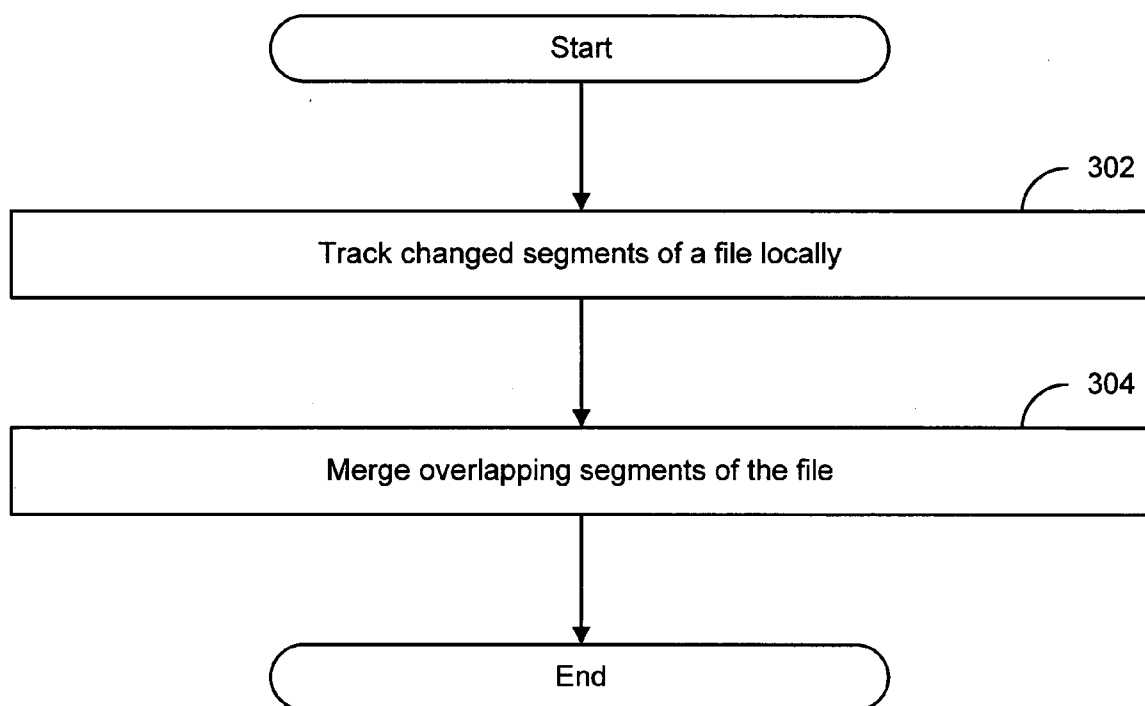 Start
302
Track changed segments of a file locally
304
Merge overlapping segments of the file
End